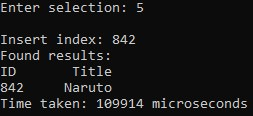 Enter selection: 5
Insert index: 842
Found results:
ID Title
842 Naruto
Time taken: 109914 microseconds